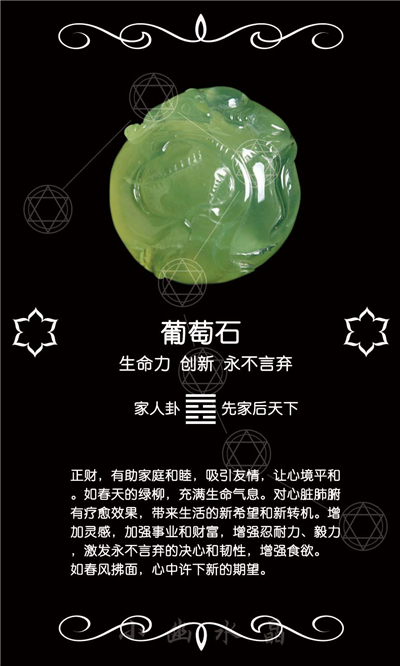 葡萄石
生命力 创新 永不言弃
家人卦 先家后天下
正财，有助家庭和睦，吸引友情，让心境平和
。如春天的绿柳，充满生命气息。对心脏肺腑
有疗愈效果，带来生活的新希望和新转机。增
加灵感，加强事业和财富，增强忍耐力、毅力
，激发永不言弃的决心和韧性，增强食欲。
如春风拂面，心中许下新的期望。
小幽水晶